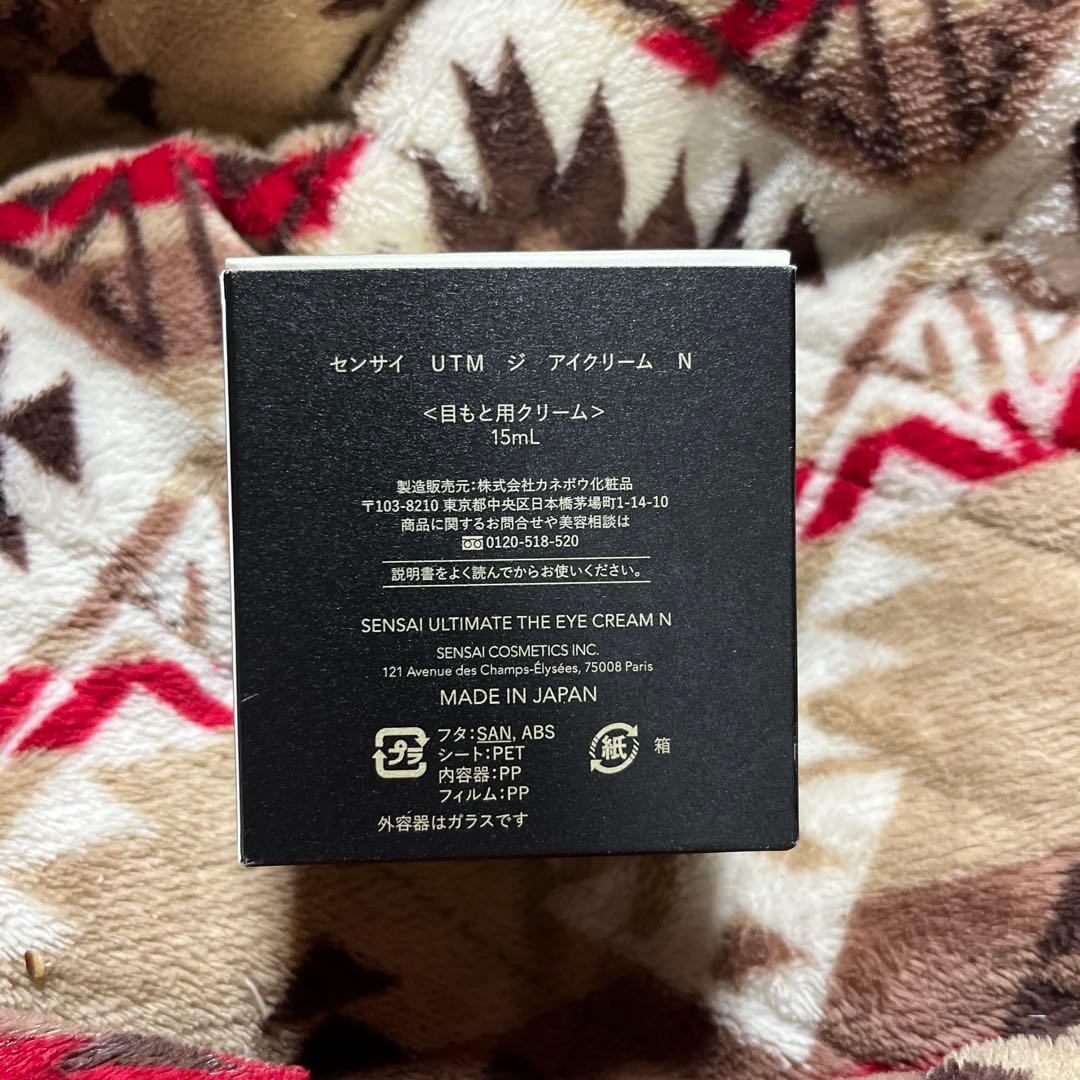 センサイ UTM ジ アイクリーム N
<目もと用クリーム>
15mL
製造販売元:株式会社カネボウ化粧品
〒103-8210 東京都中央区日本橋茅場町1-14-10
商品に関するお問合せや美容相談は
0120-518-520
説明書をよく読んでからお使いください。
SENSAI ULTIMATE THE EYE CREAM N
SENSAI COSMETICS INC.
121 Avenue des Champs-Élysées, 75008 Paris
MADE IN JAPAN
プラ フタ:SAN, ABS
シート:PET
内容器:PP
フィルム:PP
紙 箱
外容器はガラスです